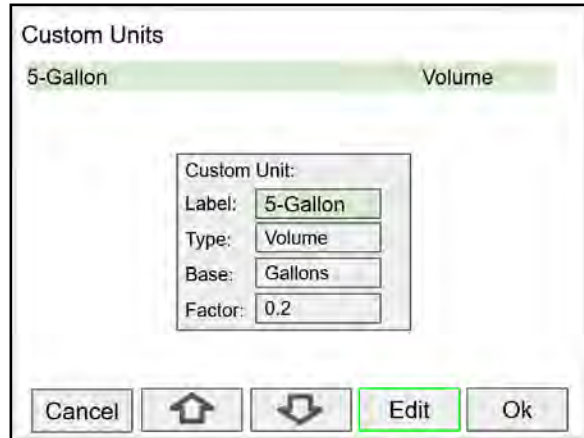 Custom Units
5-Gallon Volume
Custom Unit:
Label: 5-Gallon
Type: Volume
Base: Gallons
Factor: 0.2
Cancel Edit Ok